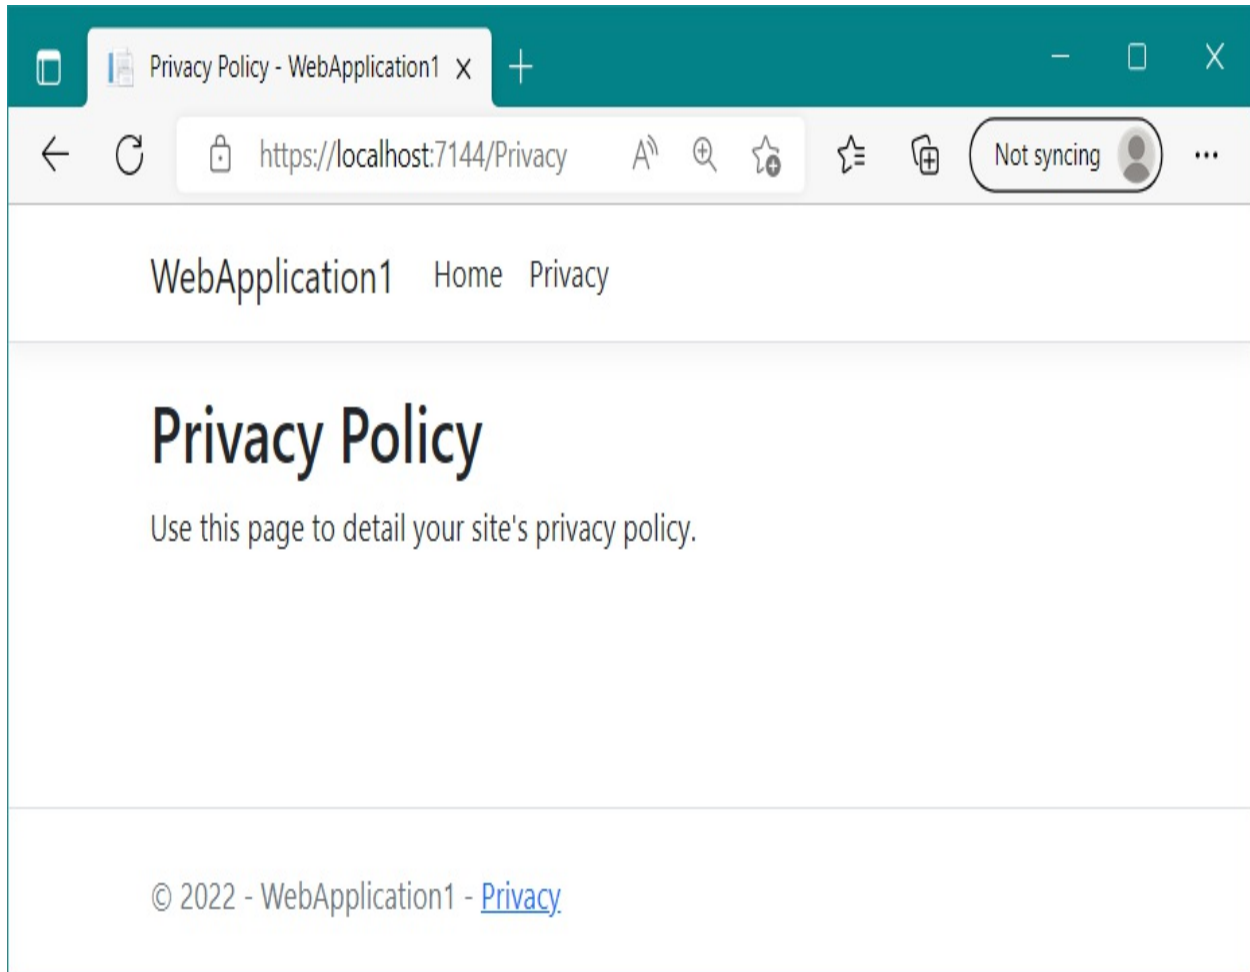 Privacy Policy - WebApplication1
https://localhost:7144/Privacy
Not syncing
WebApplication1 Home Privacy
Privacy Policy
Use this page to detail your site's privacy policy.
© 2022 - WebApplication1 - Privacy